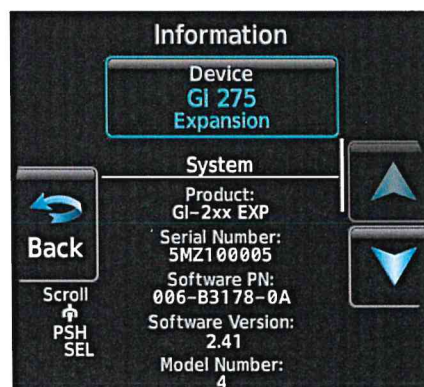 Information
Device
GI 275
Expansion
System
Product:
GI-2xx EXP
Serial Number:
5MZ100005
Software PN:
006-B3178-0A
Software Version:
2.41
Model Number:
4
Back
Scroll
PSH
SEL